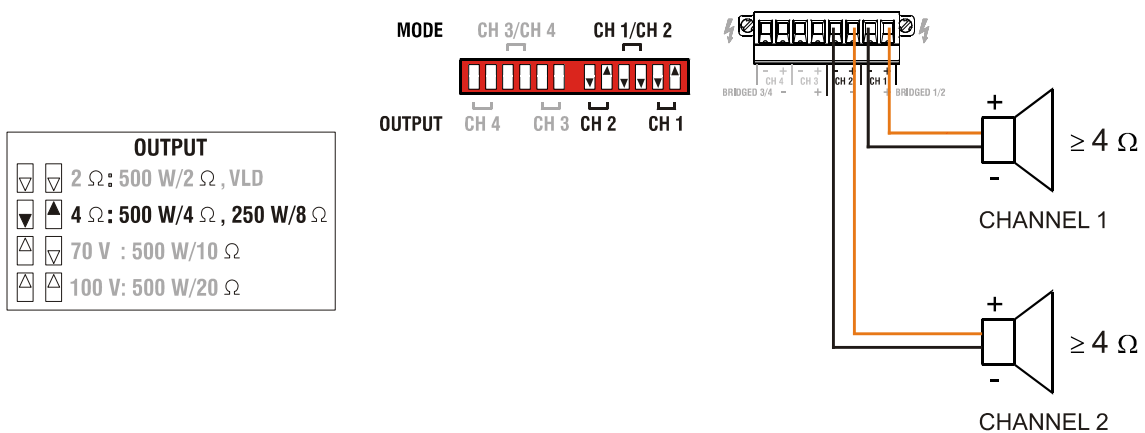 MODE CH 3/CH 4 CH 1/CH 2
OUTPUT CH 4 CH 3 CH 2 CH 1
- + - + - + - +
CH 4 CH 3 CH 2 CH 1
BRIDGED 3/4 - + - + BRIDGED 1/2
+
-
≥ 4 Ω
CHANNEL 1
+
-
≥ 4 Ω
CHANNEL 2
OUTPUT
2 Ω: 500 W/2 Ω , VLD
4 Ω: 500 W/4 Ω , 250 W/8 Ω
70 V : 500 W/10 Ω
100 V: 500 W/20 Ω